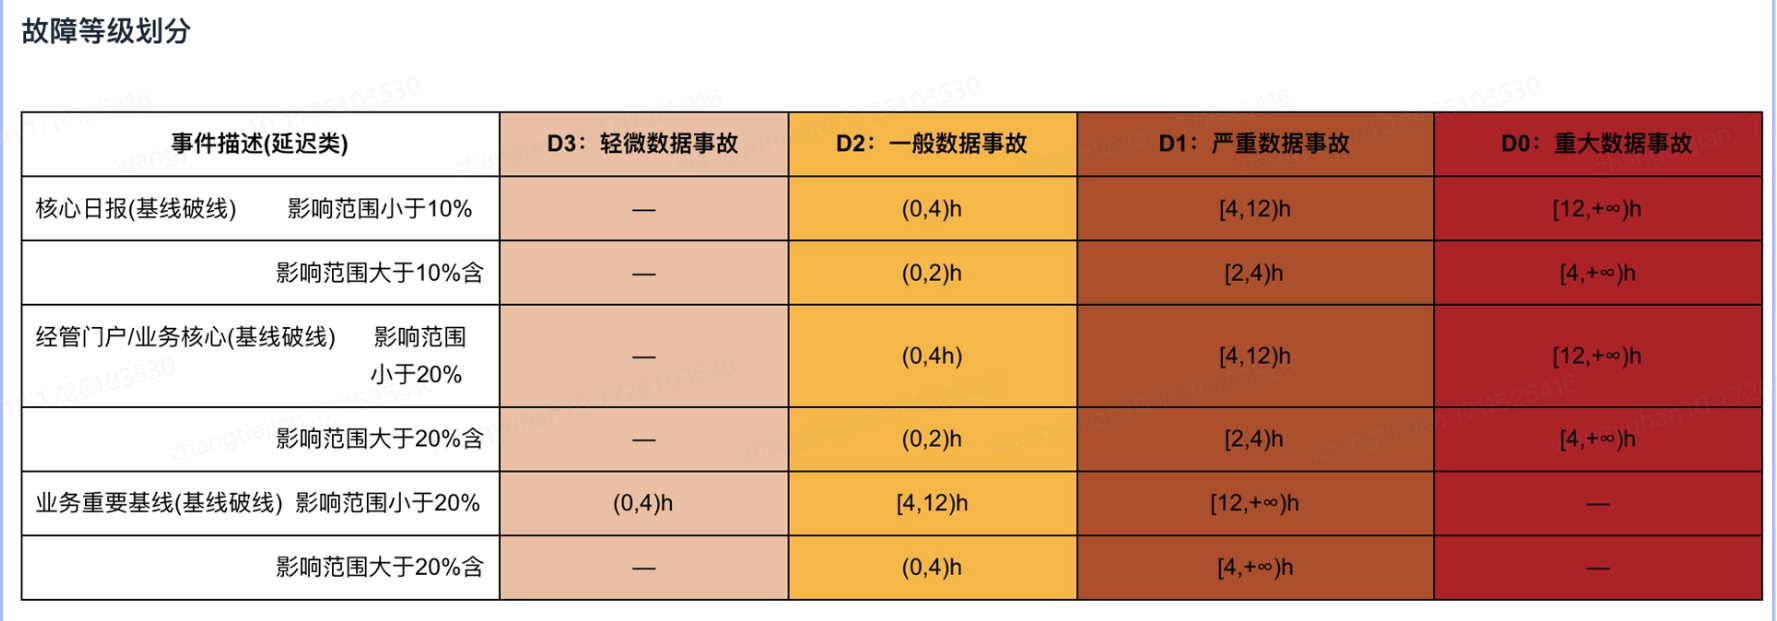 故障等级划分
事件描述(延迟类) D3：轻微数据事故 D2：一般数据事故 D1：严重数据事故 D0：重大数据事故
核心日报(基线破线) 影响范围小于10% — (0,4)h [4,12)h [12,+∞)h
影响范围大于10%含 — (0,2)h [2,4)h [4,+∞)h
经管门户/业务核心(基线破线) 影响范围
小于20% — (0,4h) [4,12)h [12,+∞)h
影响范围大于20%含 — (0,2)h [2,4)h [4,+∞)h
业务重要基线(基线破线) 影响范围小于20% (0,4)h [4,12)h [12,+∞)h —
影响范围大于20%含 — (0,4)h [4,+∞)h —